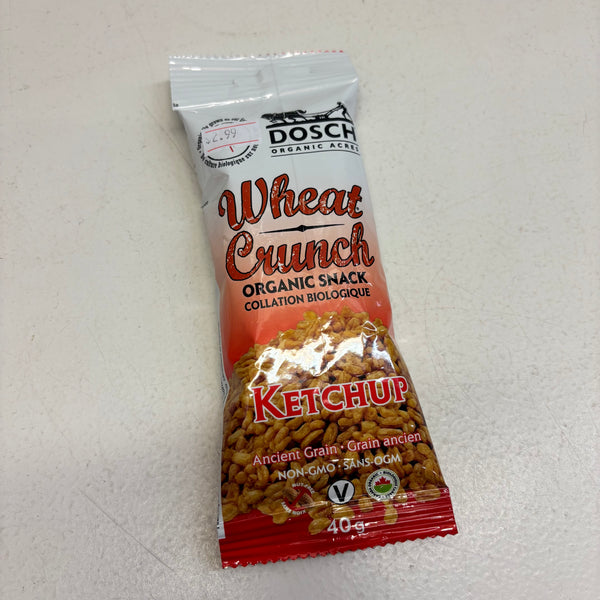 $2.99
DOSCH
ORGANIC ACRES
Wheat
Crunch
ORGANIC SNACK
COLLATION BIOLOGIQUE
KETCHUP
Ancient Grain · Grain ancien
NON-GMO · SANS-OGM
V
40 g